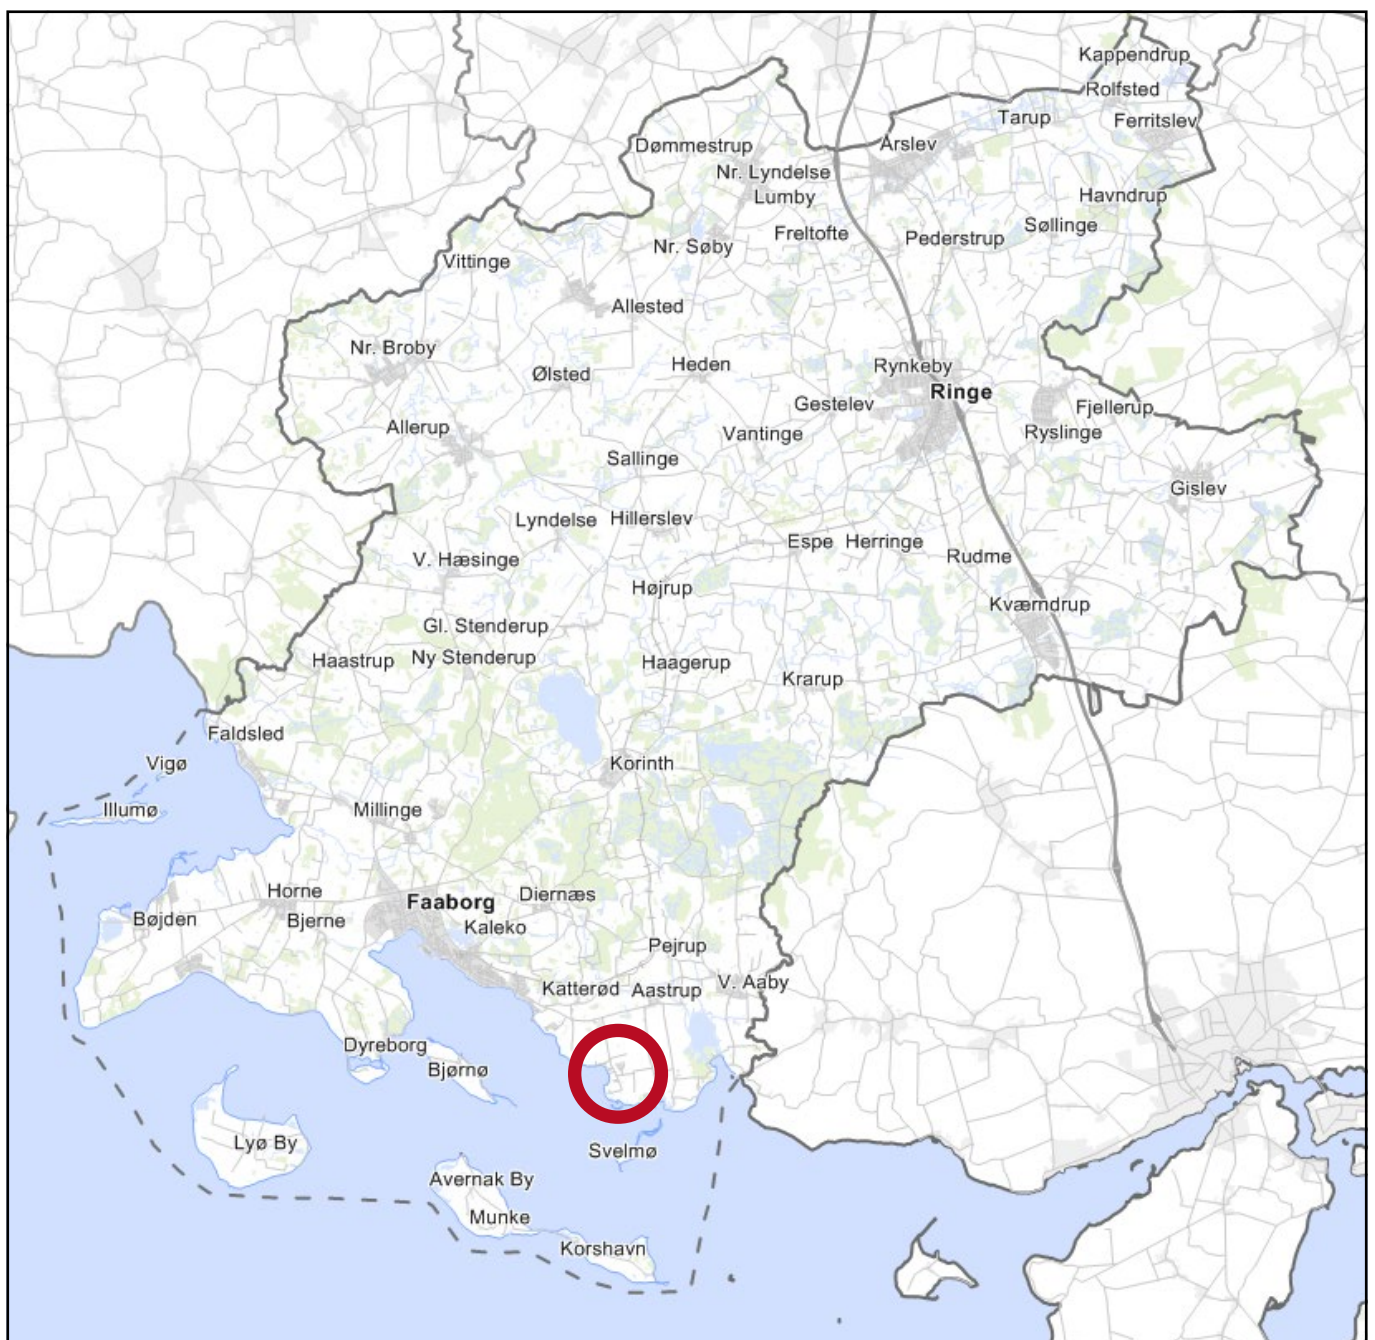 Kappendrup
Rolfsted
Tarup
Ferritslev
Dømmestrup
Årslev
Nr. Lyndelse
Lumby
Havndrup
Freltofte
Søllinge
Nr. Søby
Pederstrup
Vittinge
Allested
Nr. Broby
Heden
Rynkeby
Ølsted
Ringe
Gestelev
Fjellerup
Allerup
Vantinge
Ryslinge
Sallinge
Gislev
Lyndelse
Hillerslev
Espe
Herringe
V. Hæsinge
Rudme
Højrup
Kværndrup
Gl. Stenderup
Haastrup
Ny Stenderup
Haagerup
Krarup
Faldsled
Vigø
Korinth
Illumø
Millinge
Horne
Diernæs
Faaborg
Bøjden
Bjerne
Kaleko
Pejrup
Katterød
Aastrup
V. Aaby
Dyreborg
Bjørnø
Lyø By
Svelmø
Avernak By
Munke
Korshavn